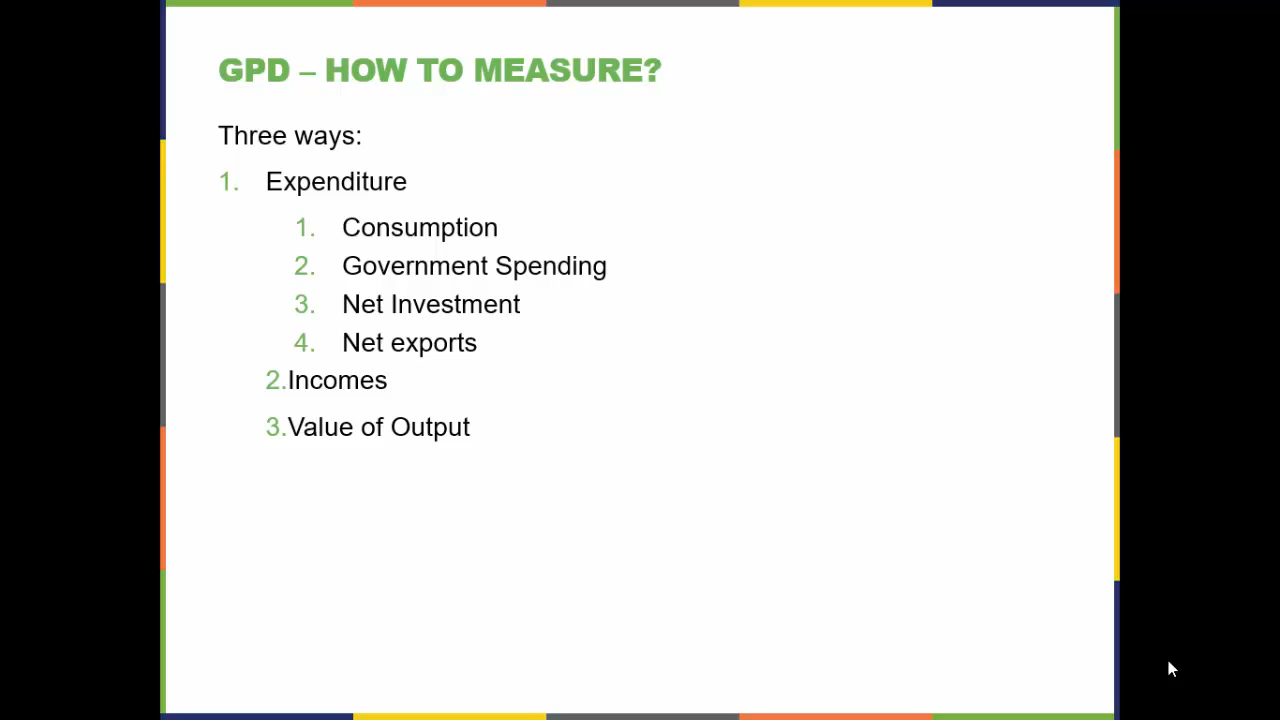 GPD – HOW TO MEASURE?
Three ways:
1. Expenditure
1. Consumption
2. Government Spending
3. Net Investment
4. Net exports
2.Incomes
3.Value of Output